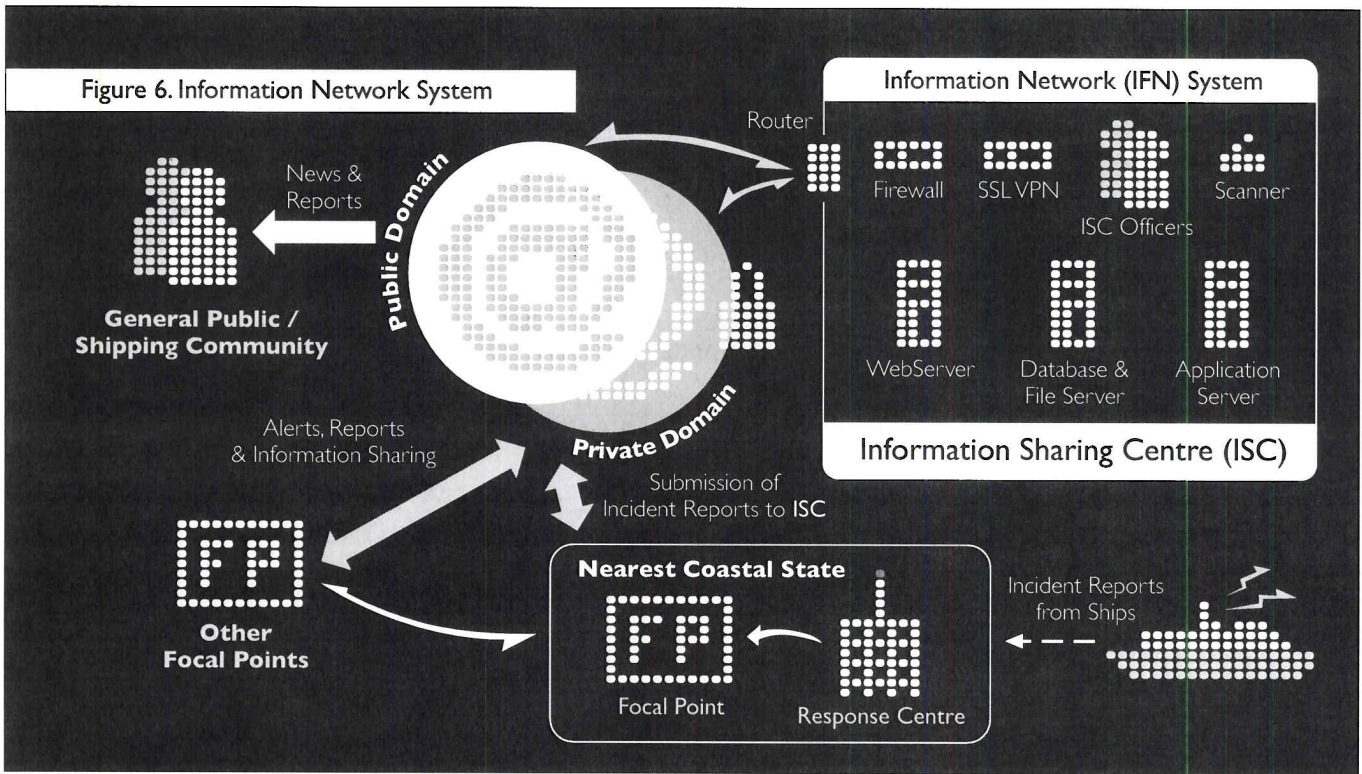 Figure 6. Information Network System
Information Network (IFN) System
Router
Firewall
SSL VPN
ISC Officers
Scanner
WebServer
Database &
File Server
Application
Server
Information Sharing Centre (ISC)
News &
Reports
Public Domain
@
Private Domain
General Public /
Shipping Community
Alerts, Reports
& Information Sharing
Submission of
Incident Reports to ISC
FP
Other
Focal Points
Nearest Coastal State
FP
Focal Point
Response Centre
Incident Reports
from Ships